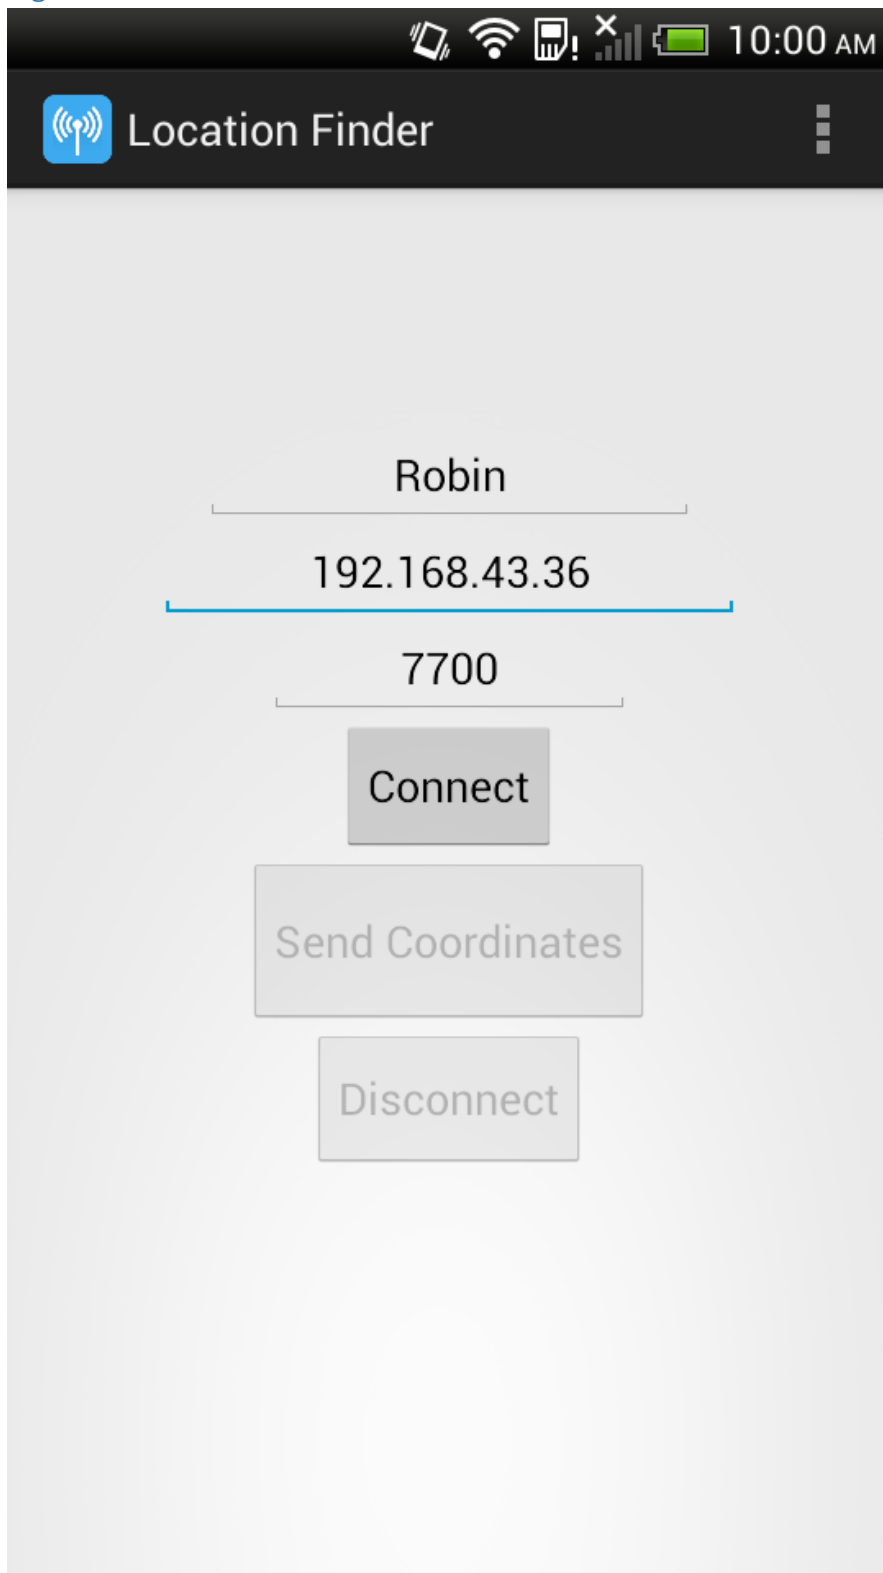 10:00 AM
Location Finder
Robin
192.168.43.36
7700
Connect
Send Coordinates
Disconnect